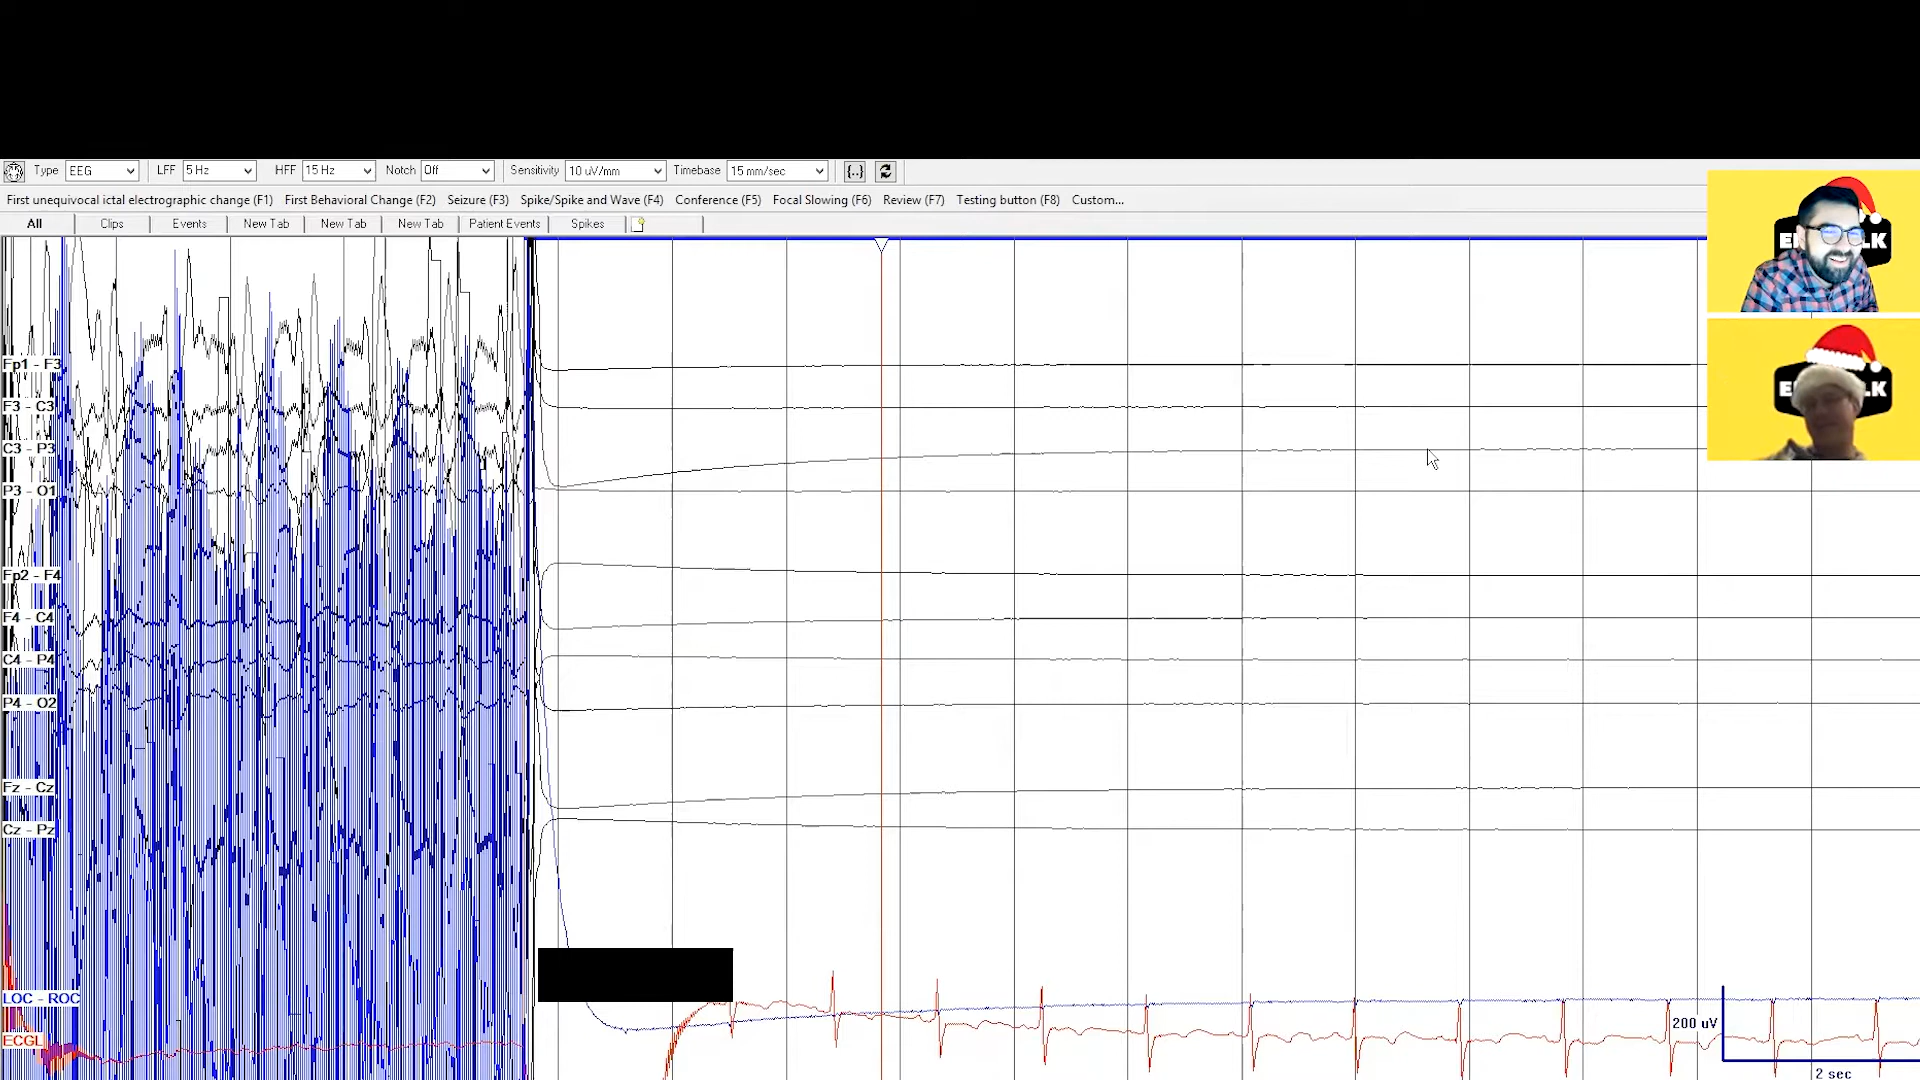 Type EEG LFF 5 Hz HFF 15 Hz Notch Off Sensitivity 10 uV/mm Timebase 15 mm/sec {..}
First unequivocal ictal electrographic change (F1) First Behavioral Change (F2) Seizure (F3) Spike/Spike and Wave (F4) Conference (F5) Focal Slowing (F6) Review (F7) Testing button (F8) Custom...
All Clips Events New Tab New Tab New Tab Patient Events Spikes
Fp1 - F3
F3 - C3
C3 - P3
P3 - O1
Fp2 - F4
F4 - C4
C4 - P4
P4 - O2
Fz - Cz
Cz - Pz
LOC - ROC
ECGL
200 uV
2 sec